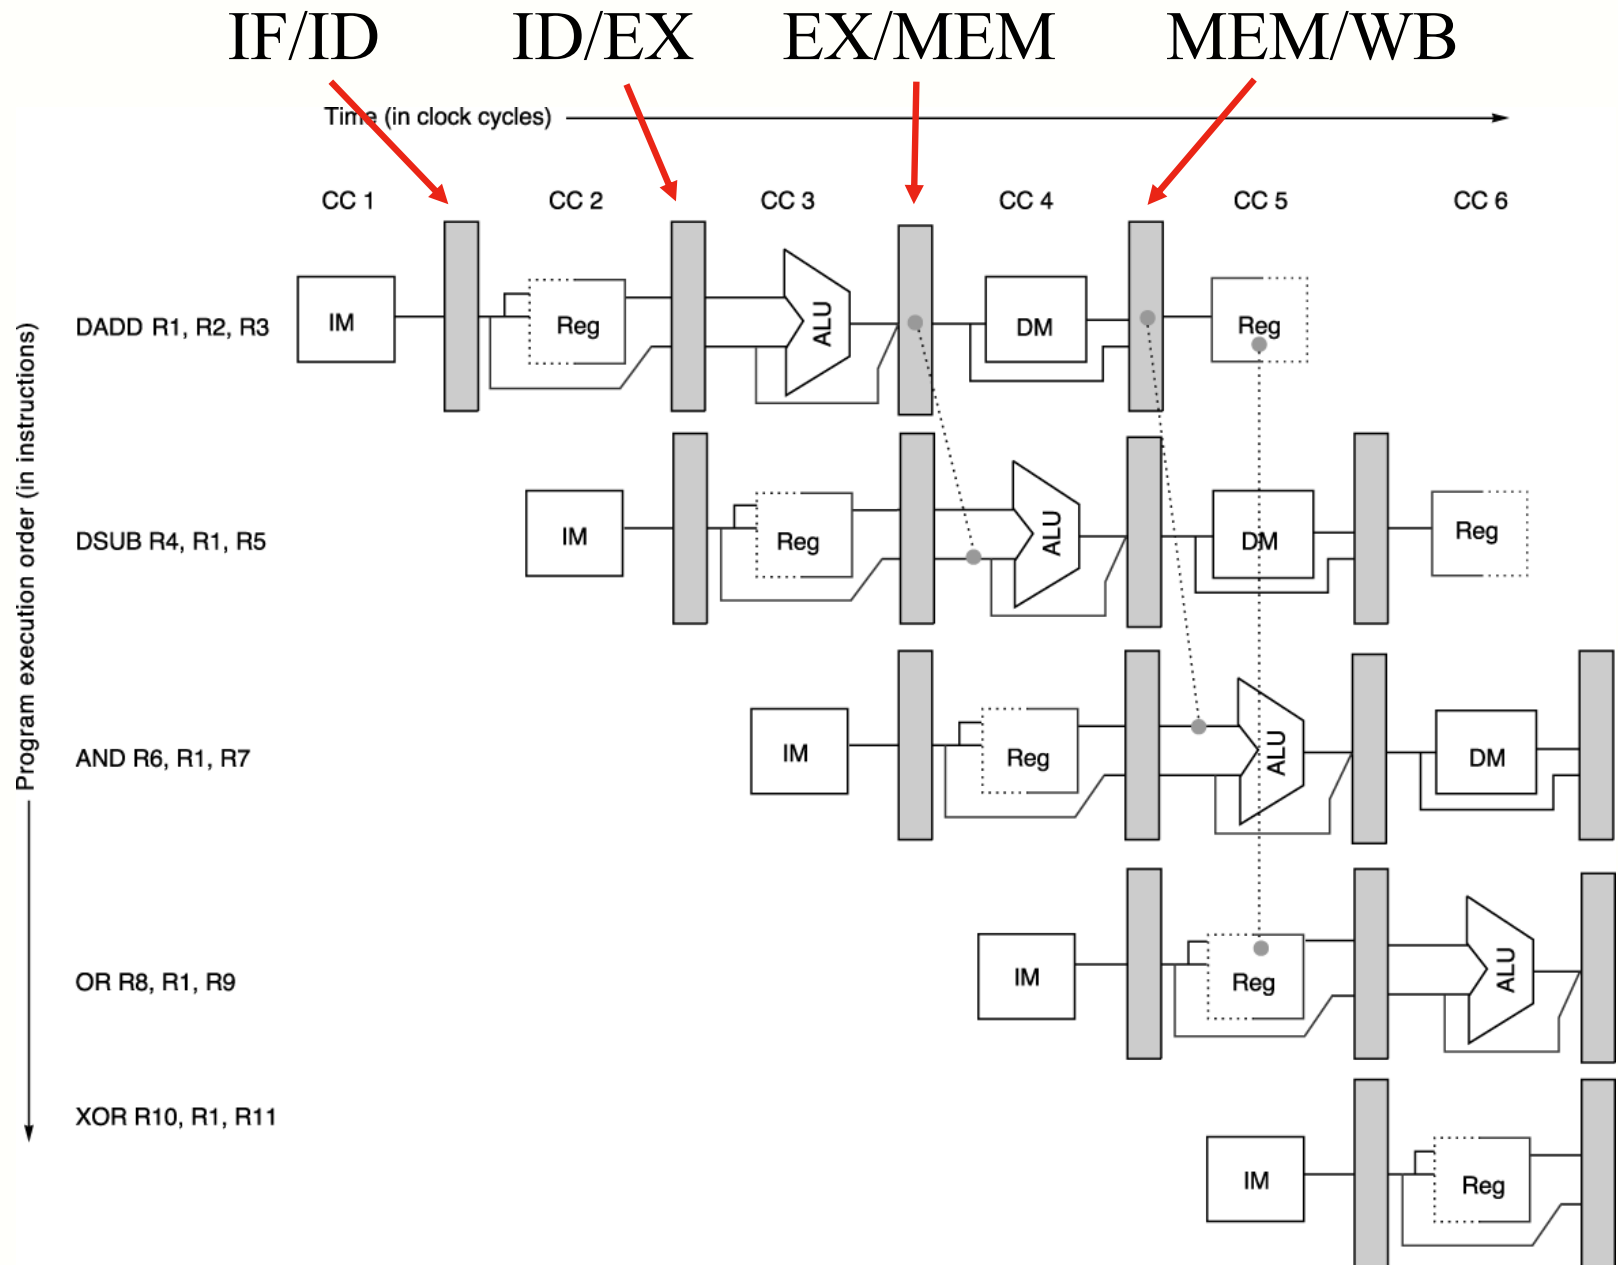 IF/ID ID/EX EX/MEM MEM/WB
Time (in clock cycles)
CC 1 CC 2 CC 3 CC 4 CC 5 CC 6
Program execution order (in instructions)
DADD R1, R2, R3 IM Reg ALU DM Reg
DSUB R4, R1, R5 IM Reg ALU DM Reg
AND R6, R1, R7 IM Reg ALU DM
OR R8, R1, R9 IM Reg ALU
XOR R10, R1, R11
IM Reg